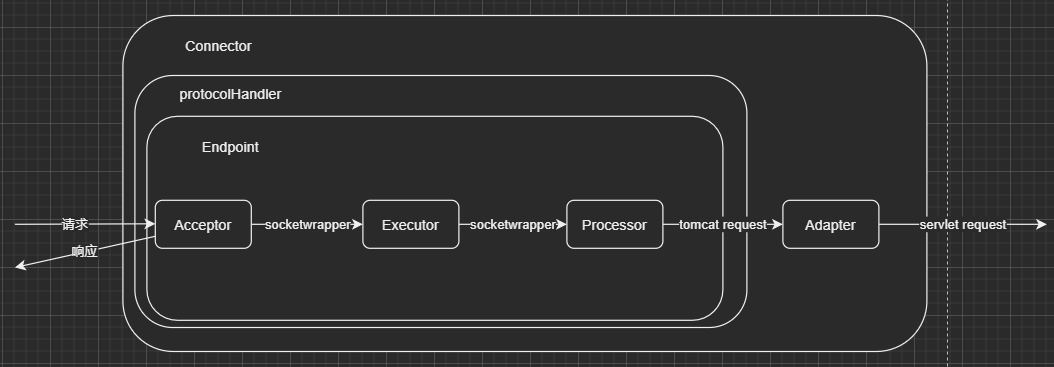 Connector
protocolHandler
Endpoint
请求
Acceptor
socketwrapper
Executor
socketwrapper
Processor
tomcat request
Adapter
servlet request
响应